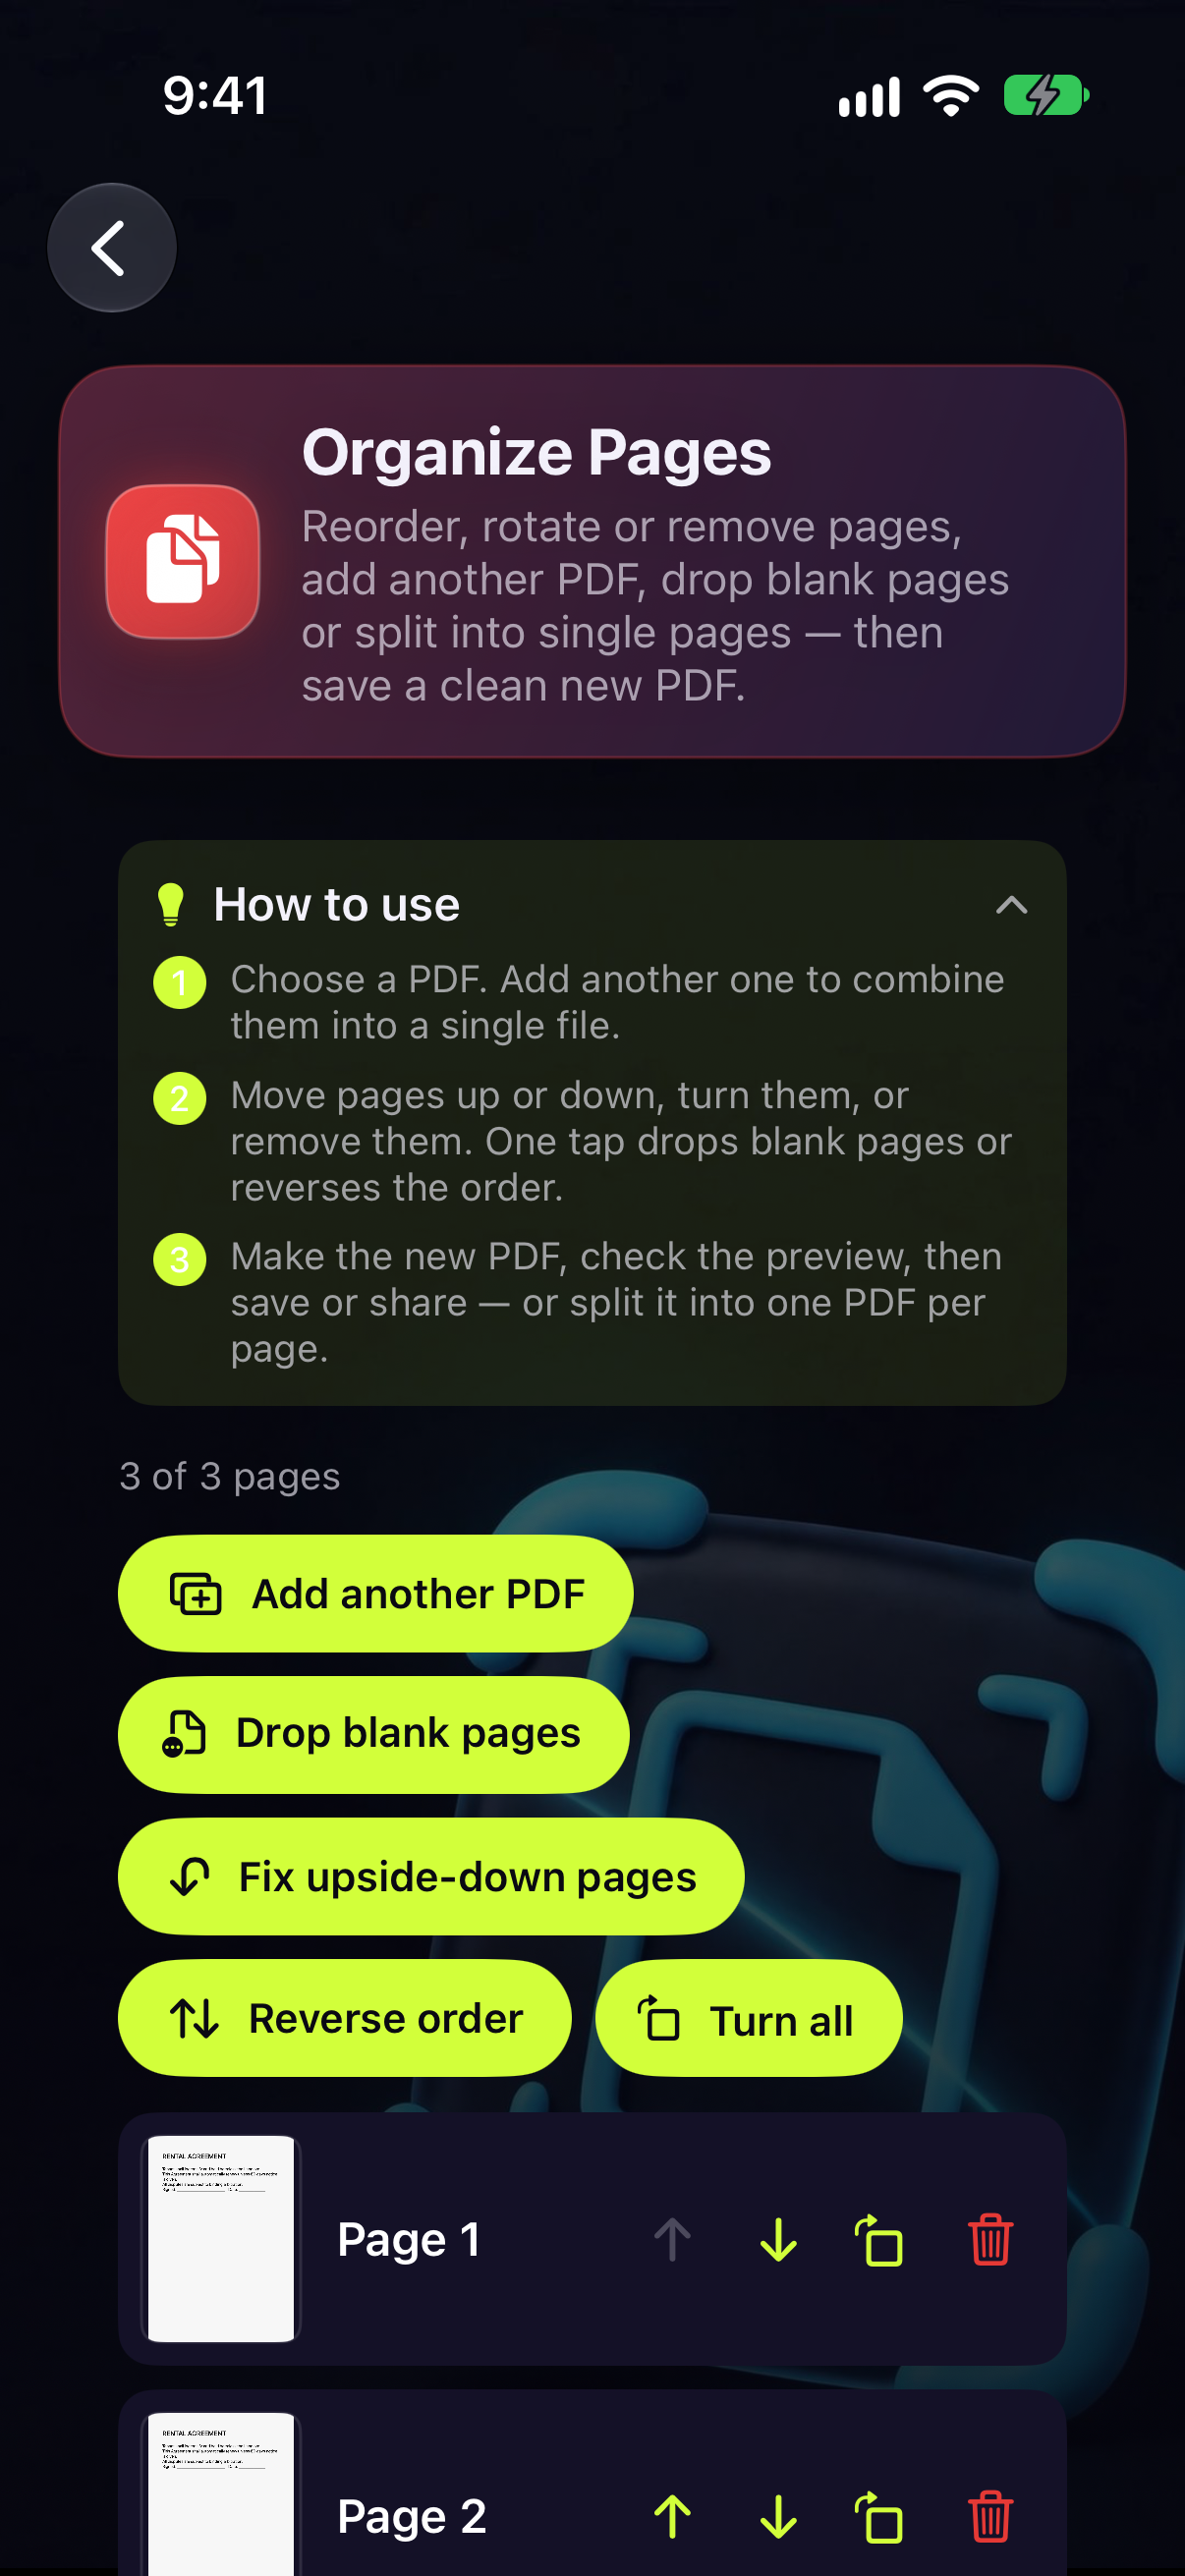 9:41
Organize Pages
Reorder, rotate or remove pages,
add another PDF, drop blank pages
or split into single pages — then
save a clean new PDF.
How to use
1 Choose a PDF. Add another one to combine
them into a single file.
2 Move pages up or down, turn them, or
remove them. One tap drops blank pages or
reverses the order.
3 Make the new PDF, check the preview, then
save or share — or split it into one PDF per
page.
3 of 3 pages
Add another PDF
Drop blank pages
Fix upside-down pages
Reverse order
Turn all
RENTAL AGREEMENT
Page 1
RENTAL AGREEMENT
Page 2